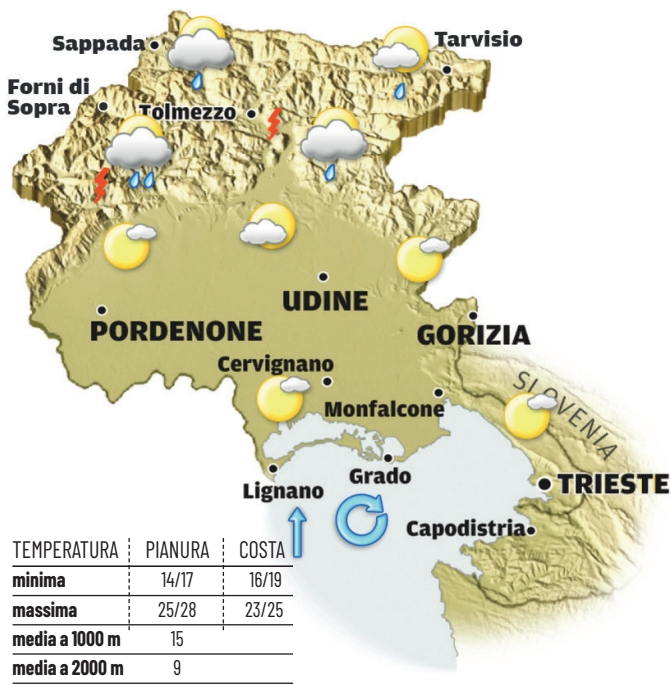 Sappada
Tarvisio
Forni di
Sopra
Tolmezzo
UDINE
PORDENONE
GORIZIA
Cervignano
Monfalcone
SLOVENIA
Grado
Lignano
TRIESTE
Capodistria
TEMPERATURA PIANURA COSTA
minima 14/17 16/19
massima 25/28 23/25
media a 1000 m 15
media a 2000 m 9